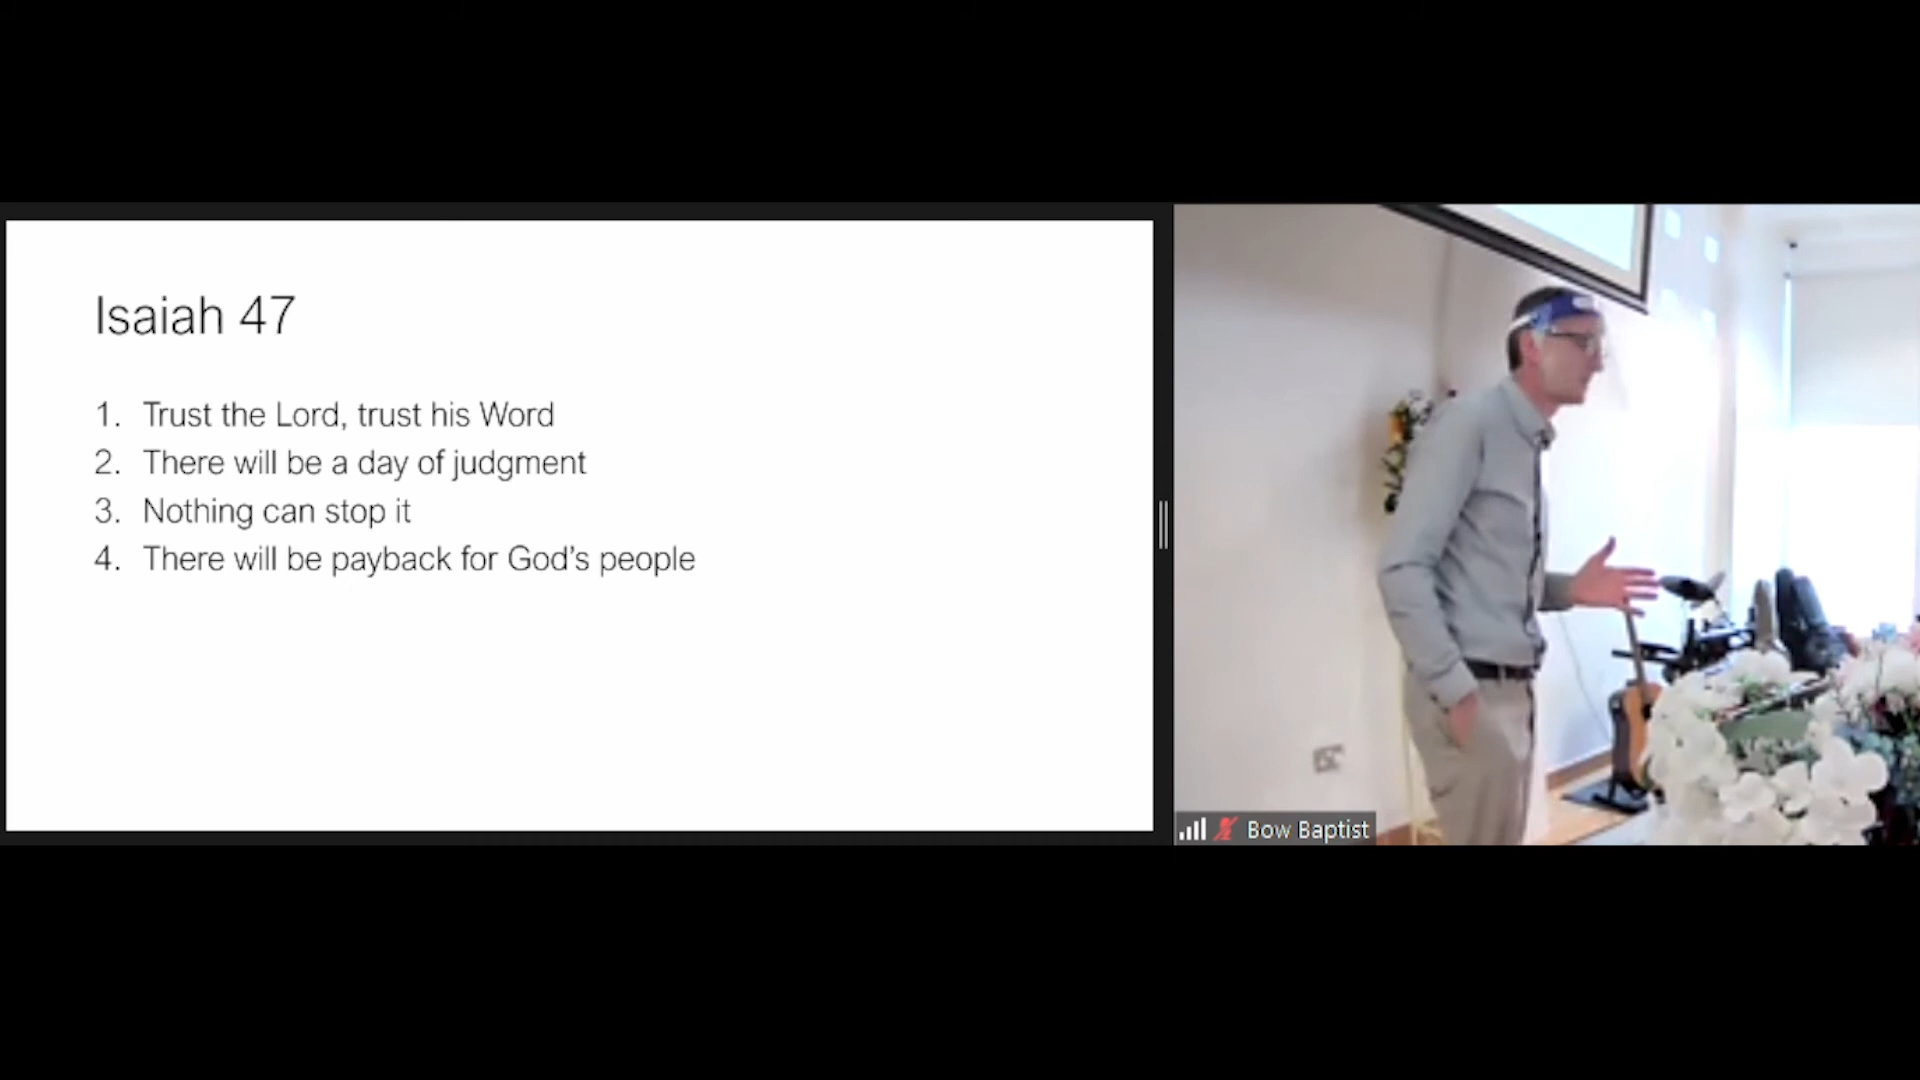 Isaiah 47
1. Trust the Lord, trust his Word
2. There will be a day of judgment
3. Nothing can stop it
4. There will be payback for God's people
Bow Baptist